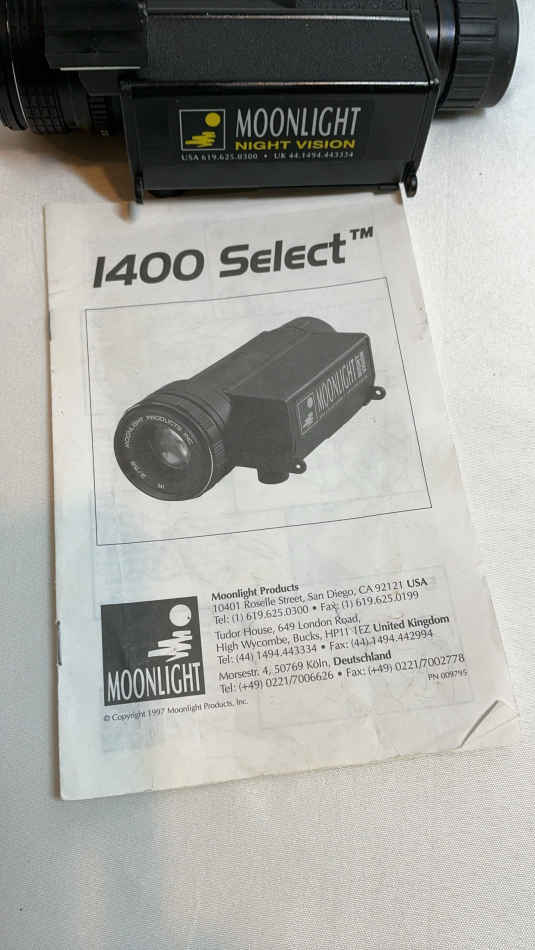 MOONLIGHT
NIGHT VISION
USA 619.625.0300 • UK 44.1494.443334
1400 Select™
MOONLIGHT PRODUCTS INC
MOONLIGHT
MOONLIGHT
Moonlight Products
10401 Roselle Street, San Diego, CA 92121 USA
Tel: (1) 619.625.0300 • Fax: (1) 619.625.0199
Tudor House, 649 London Road,
High Wycombe, Bucks, HP11 1EZ United Kingdom
Tel: (44) 1494.443334 • Fax: (44) 1494.442994
Morsestr. 4, 50769 Köln, Deutschland
Tel: (+49) 0221/7006626 • Fax: (+49) 0221/7002778
PN 009795
© Copyright 1997 Moonlight Products, Inc.